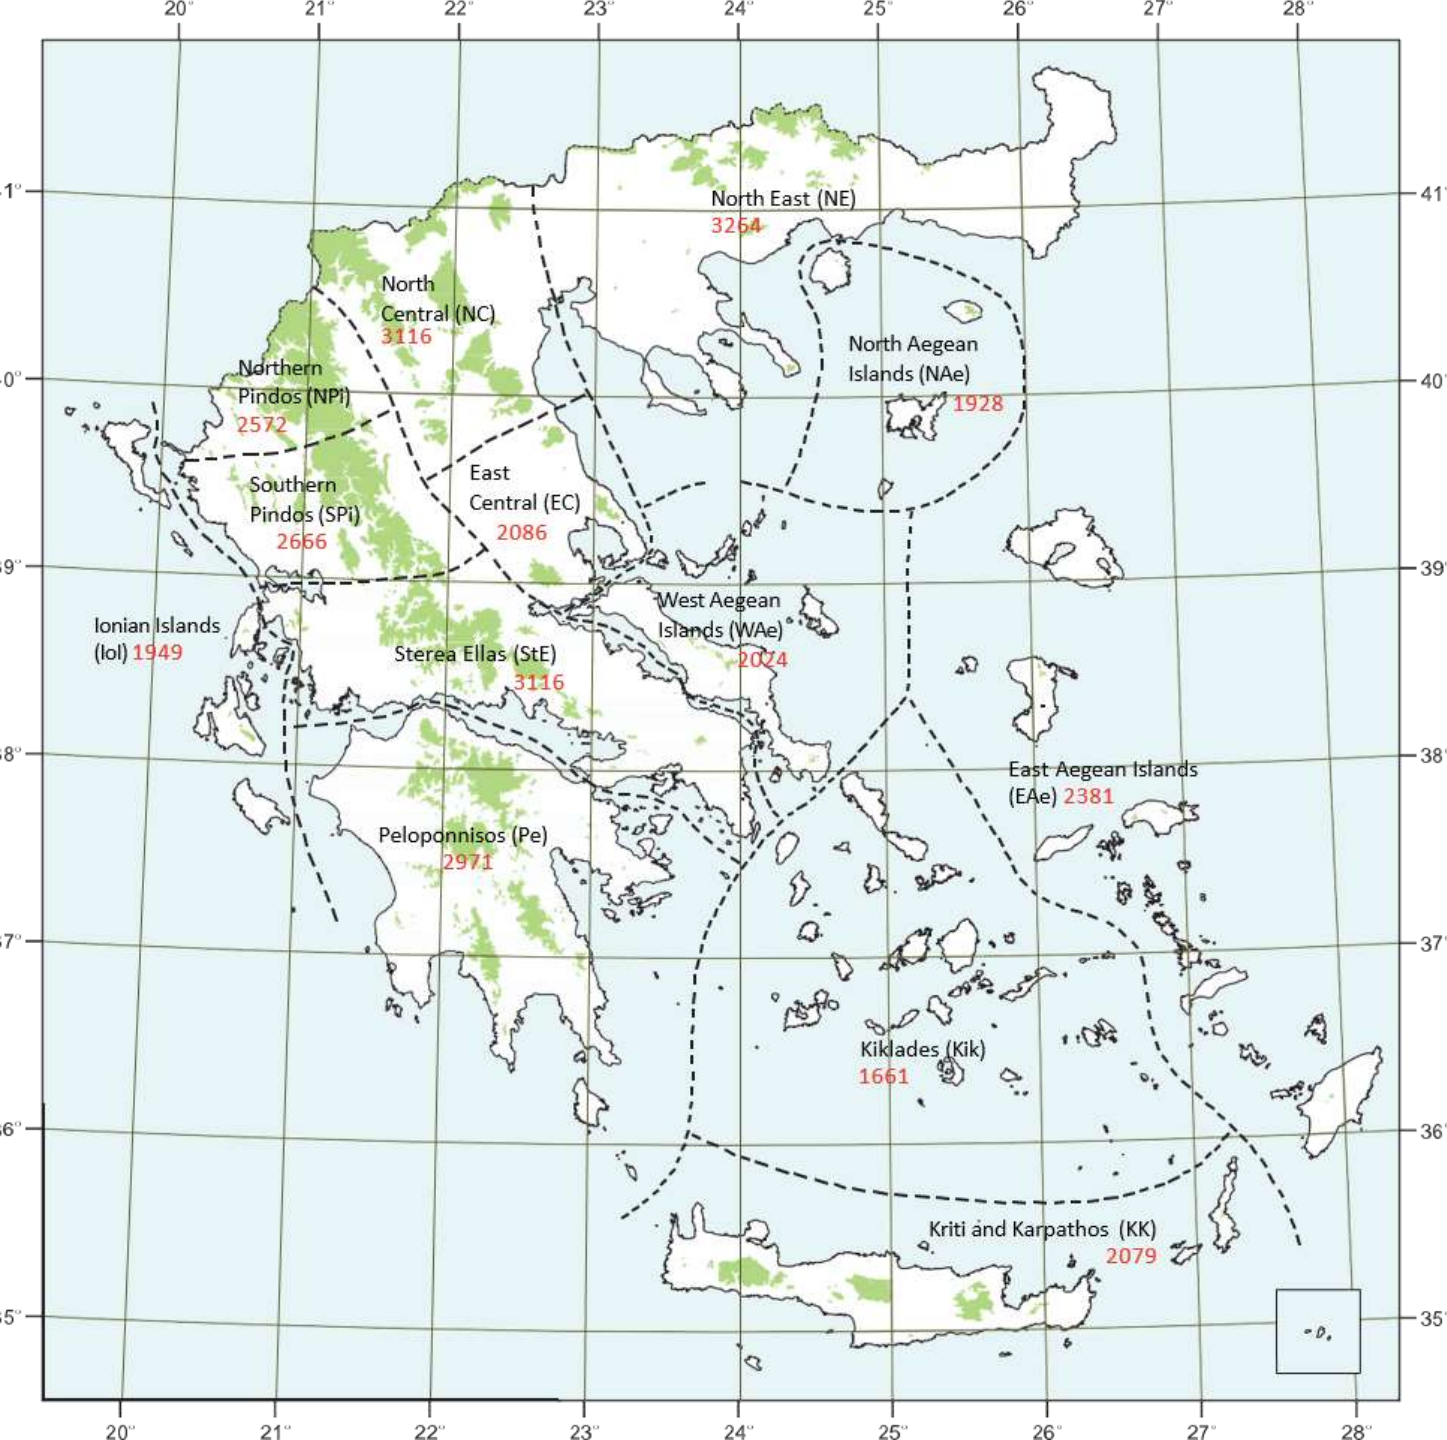 20° 21° 22° 23° 24° 25° 26° 27° 28°
1° 41°
North East (NE)
3264
North
Central (NC)
3116
North Aegean
Islands (NAe)
1928
Northern
Pindos (NPi)
2572
0° 40°
East
Central (EC)
2086
Southern
Pindos (SPi)
2666
39°
West Aegean
Islands (WAe)
2024
Ionian Islands
(IoI) 1949
Sterea Ellas (StE)
3116
38°
East Aegean Islands
(EAe) 2381
Peloponnisos (Pe)
2971
37°
Kiklades (Kik)
1661
36°
Kriti and Karpathos (KK)
2079
35°
20° 21° 22° 23° 24° 25° 26° 27° 28°